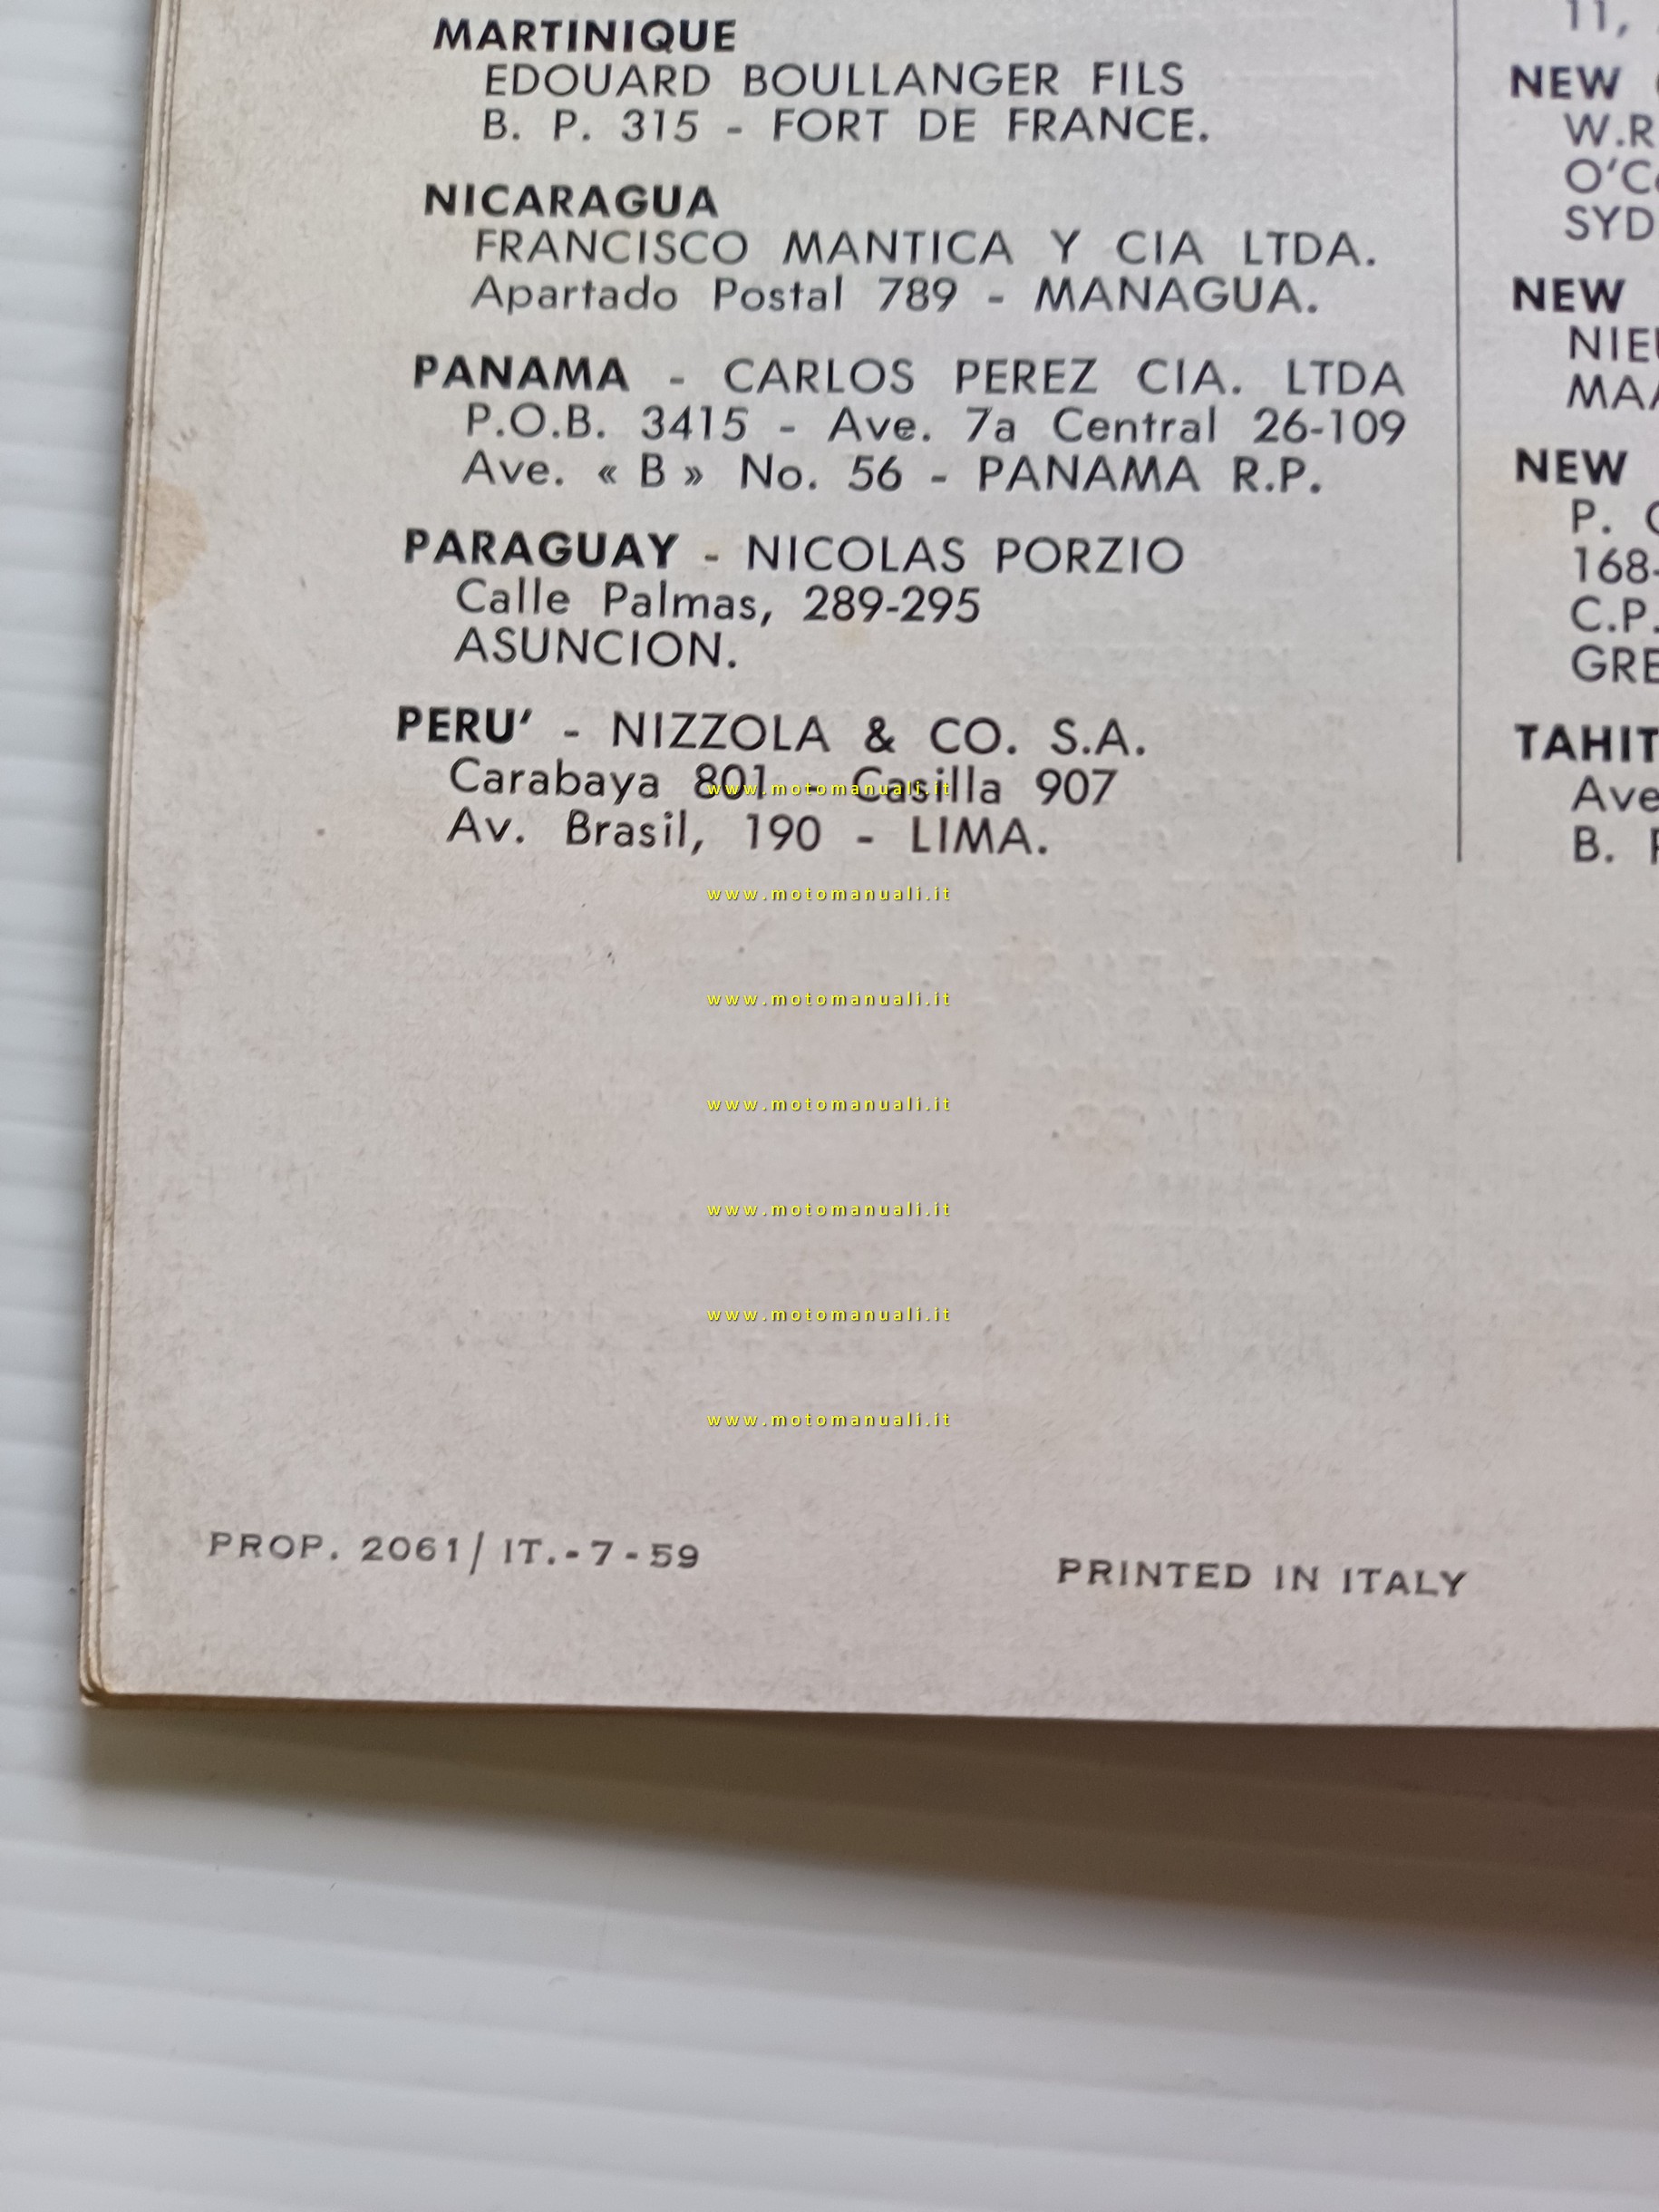 MARTINIQUE
EDOUARD BOULLANGER FILS
B. P. 315 - FORT DE FRANCE.
NICARAGUA
FRANCISCO MANTICA Y CIA LTDA.
Apartado Postal 789 - MANAGUA.
PANAMA - CARLOS PEREZ CIA. LTDA
P.O.B. 3415 - Ave. 7a Central 26-109
Ave. « B » No. 56 - PANAMA R.P.
PARAGUAY - NICOLAS PORZIO
Calle Palmas, 289-295
ASUNCION.
PERU' - NIZZOLA & CO. S.A.
Carabaya 801 - Casilla 907
Av. Brasil, 190 - LIMA.
11,
NEW
W.R
SYD
NEW
NIEU
MAA
NEW
P.
168-
C.P.
GRE
TAHIT
Ave
B.
www.motomanuali.it
www.motomanuali.it
www.motomanuali.it
www.motomanuali.it
www.motomanuali.it
www.motomanuali.it
www.motomanuali.it
PROP. 2061/ IT.-7-59
PRINTED IN ITALY